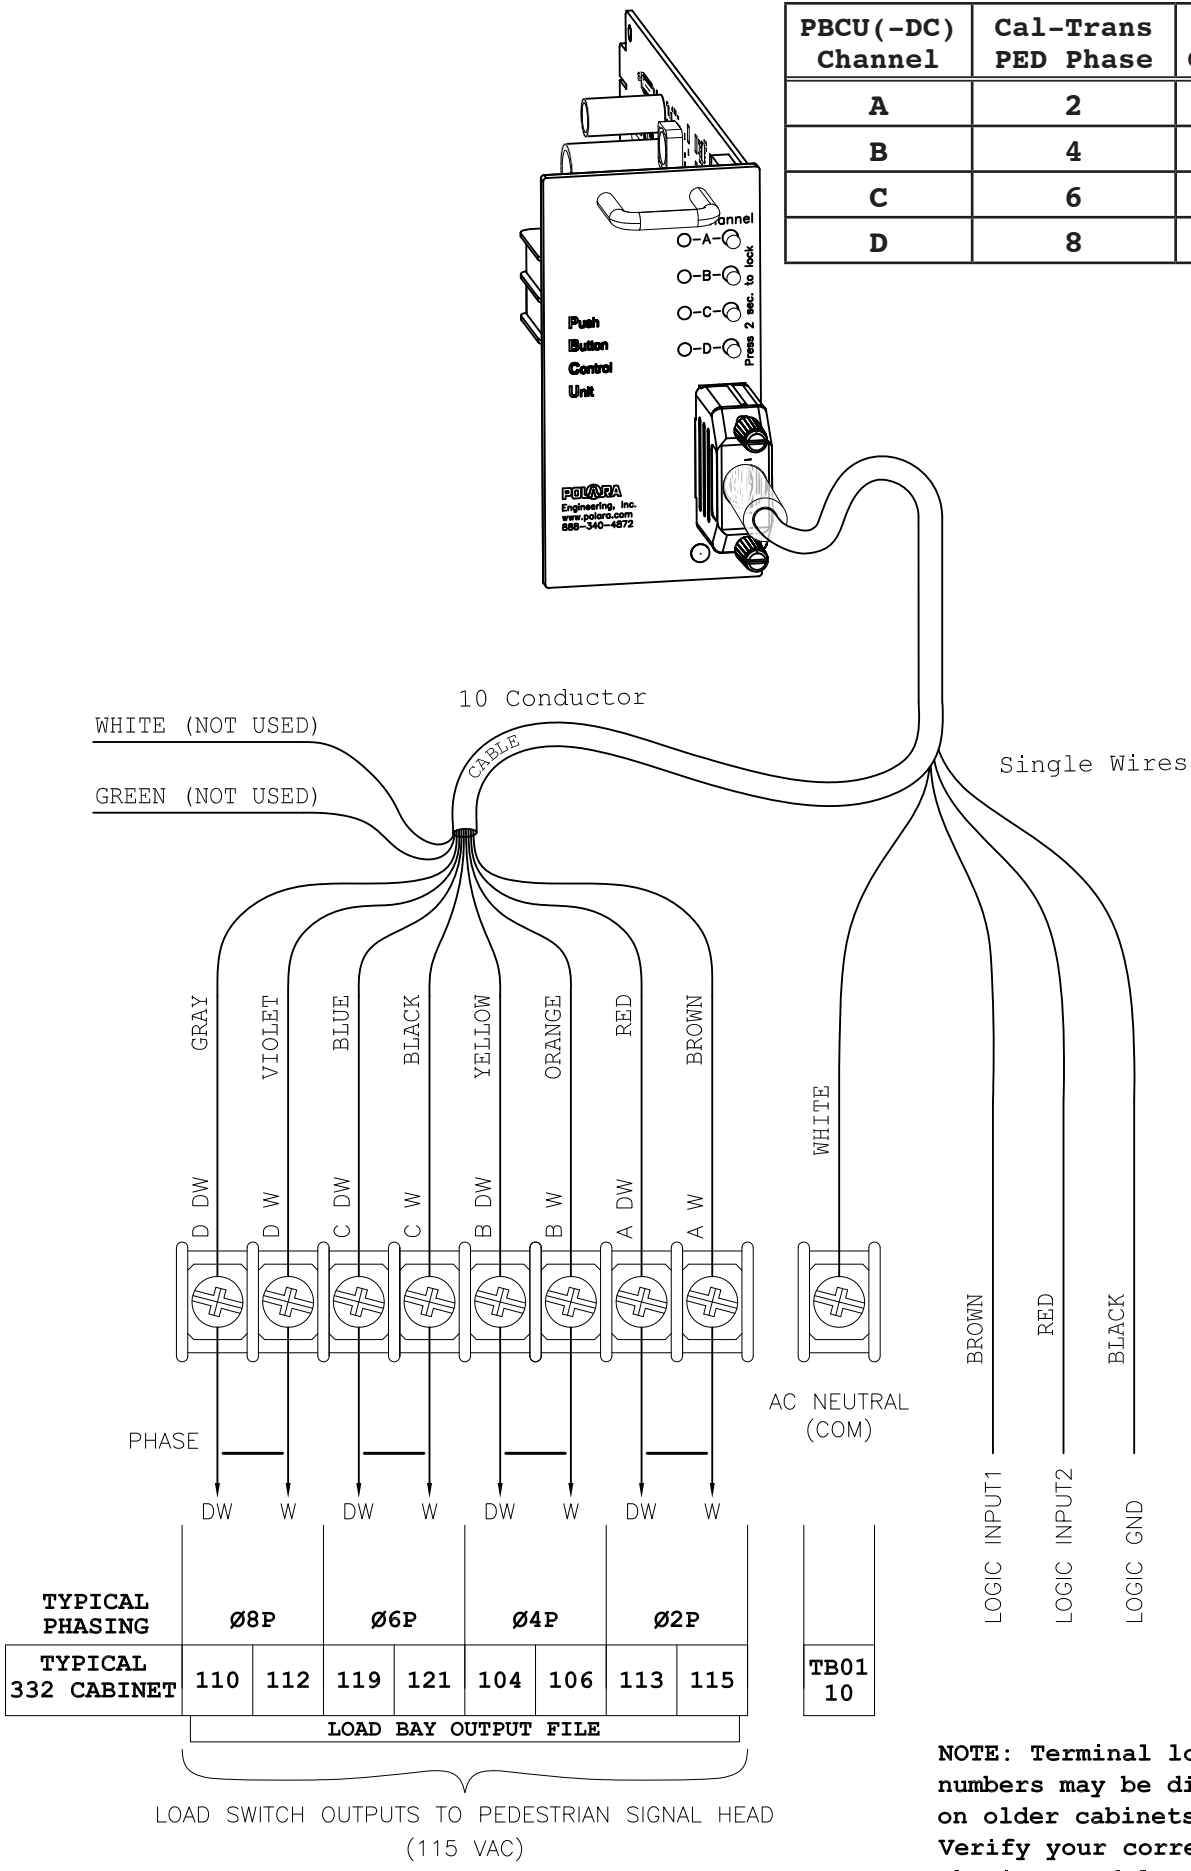 PBCU(-DC) Channel
Cal-Trans PED Phase
A 2
B 4
C 6
D 8
annel
A
B
C
D
Press 2 sec. to lock
Push
Button
Control
Unit
POLARA
Engineering, Inc.
www.polara.com
888-340-4872
10 Conductor
CABLE
WHITE (NOT USED)
GREEN (NOT USED)
Single Wires
GRAY
VIOLET
BLUE
BLACK
YELLOW
ORANGE
RED
BROWN
WHITE
D DW
D W
C DW
C W
B DW
B W
A DW
A W
BROWN
RED
BLACK
AC NEUTRAL
(COM)
PHASE
DW W DW W DW W DW W
LOGIC INPUT1
LOGIC INPUT2
LOGIC GND
TYPICAL
PHASING
Ø8P Ø6P Ø4P Ø2P
TYPICAL
332 CABINET
110 112 119 121 104 106 113 115
TB01
10
LOAD BAY OUTPUT FILE
LOAD SWITCH OUTPUTS TO PEDESTRIAN SIGNAL HEAD
(115 VAC)
NOTE: Terminal lo
numbers may be di
on older cabinets
Verify your corre